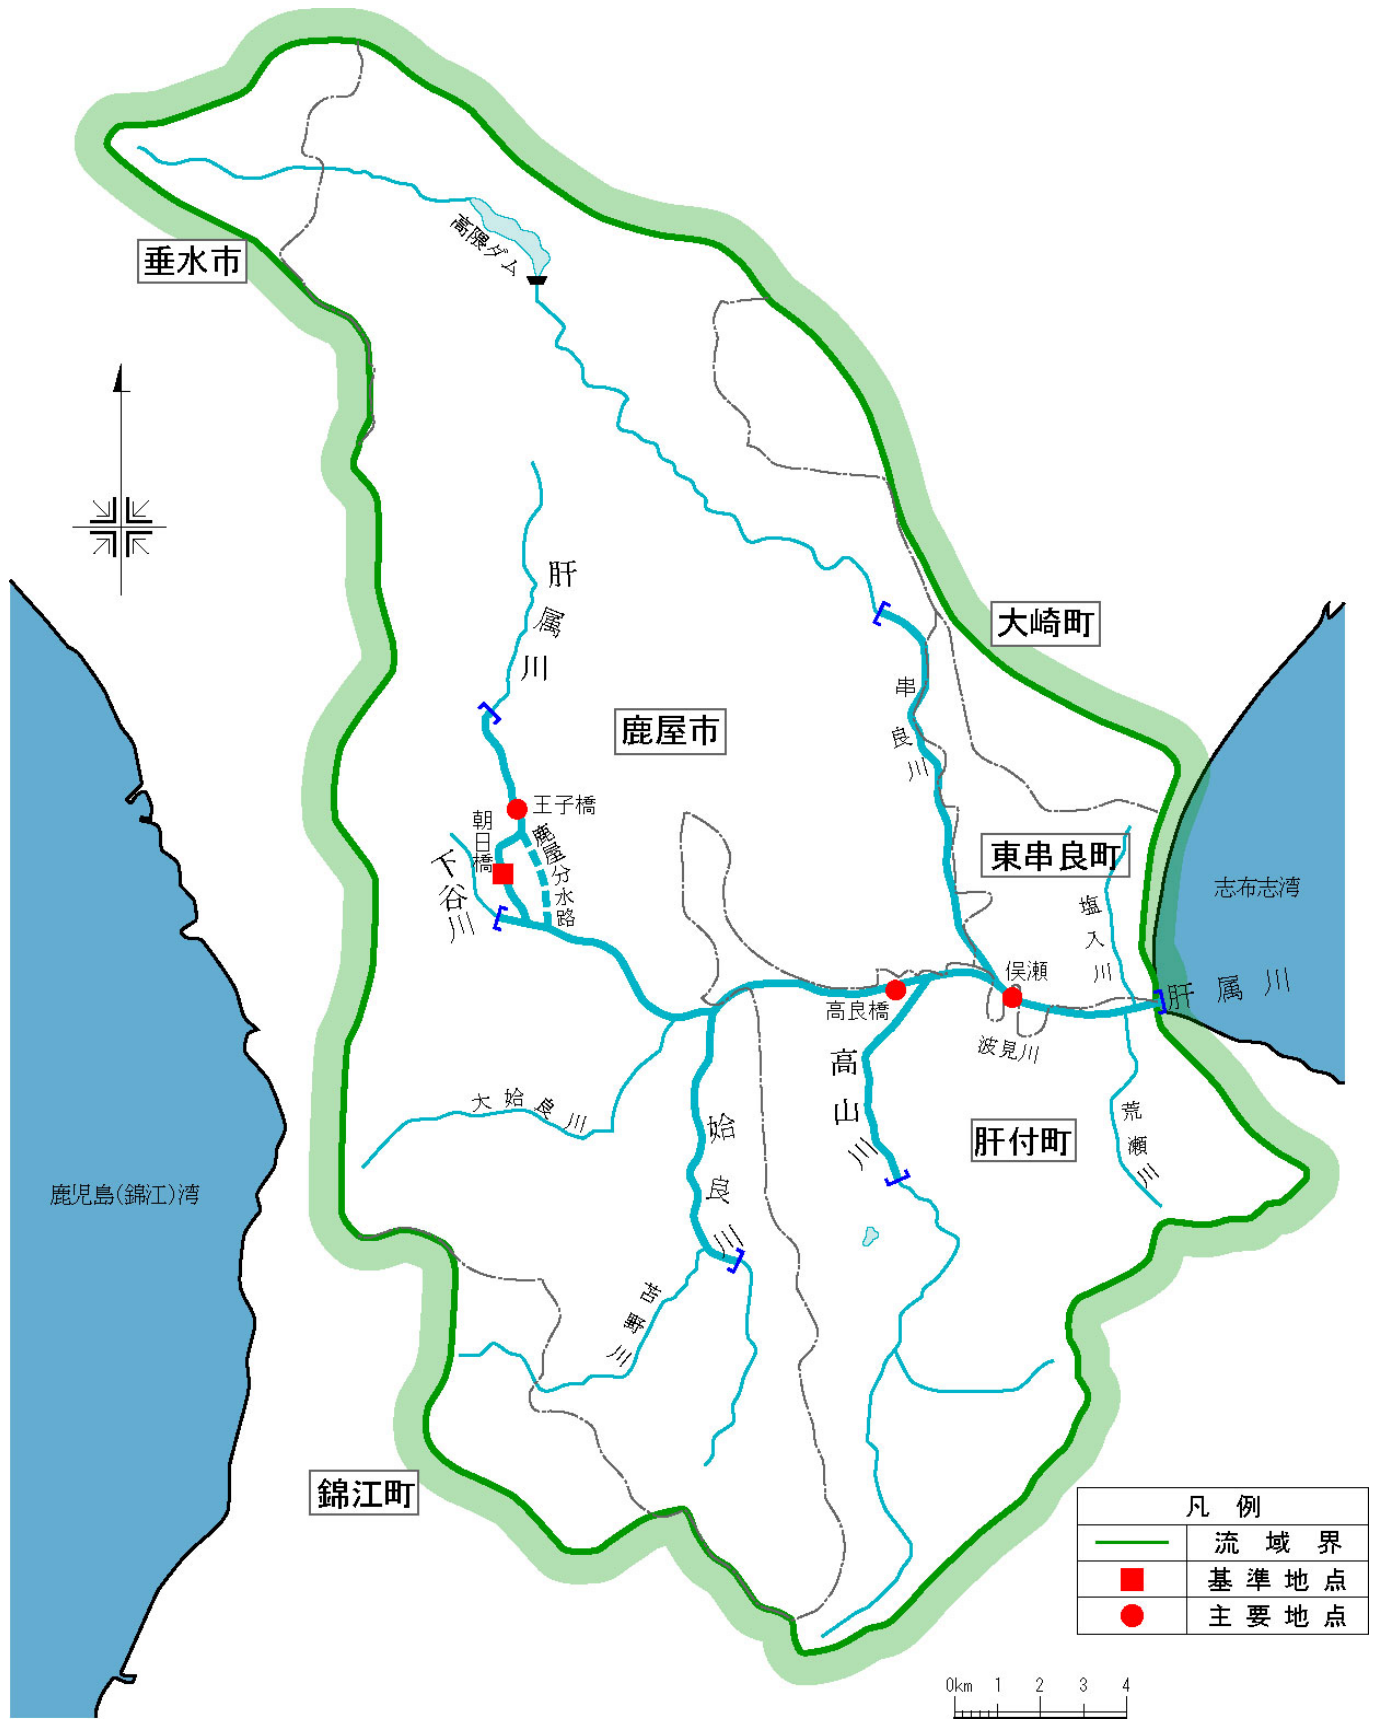 高隈ダム
垂水市
肝属川
大崎町
串良川
鹿屋市
王子橋
朝日橋
鹿屋分水路
下谷川
東串良町
塩入川
志布志湾
俣瀬
高良橋
波見川
肝属川
高山川
大姶良川
姶良川
荒瀬川
肝付町
鹿児島(錦江)湾
苫野川
錦江町
凡例
流域界
基準地点
主要地点
0km 1 2 3 4